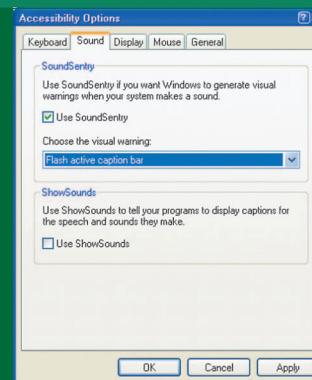 Accessibility Options
Keyboard Sound Display Mouse General
SoundSentry
Use SoundSentry if you want Windows to generate visual
warnings when your system makes a sound.
Use SoundSentry
Choose the visual warning:
Flash active caption bar
ShowSounds
Use ShowSounds to tell your programs to display captions for
the speech and sounds they make.
Use ShowSounds
OK Cancel Apply